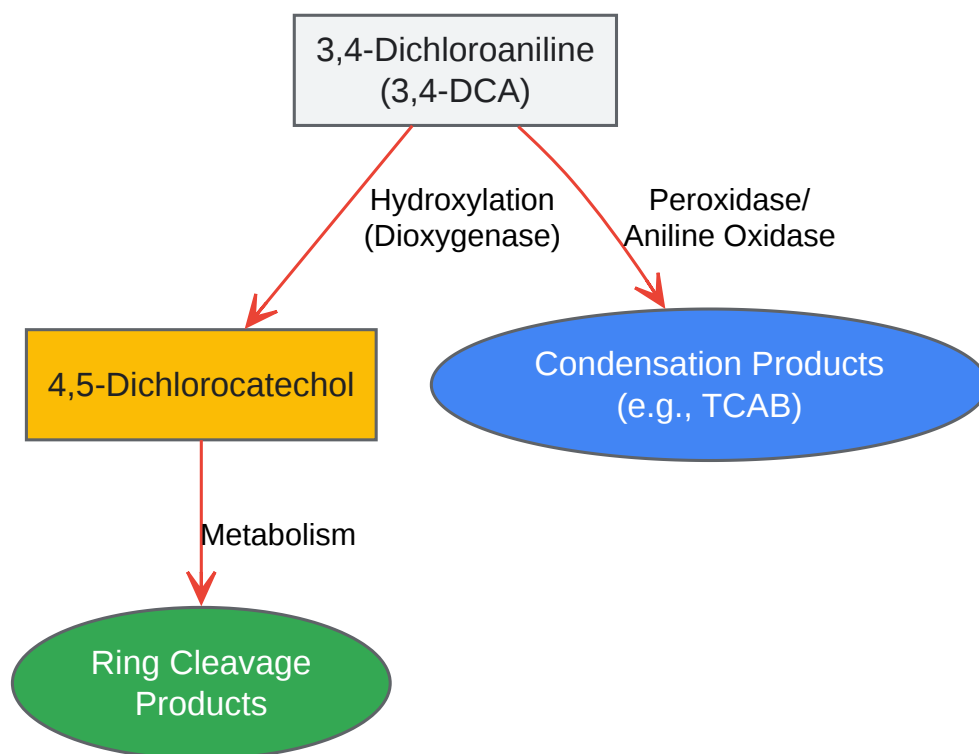 3,4-Dichloroaniline
(3,4-DCA)
Hydroxylation
(Dioxygenase)
Peroxidase/
Aniline Oxidase
4,5-Dichlorocatechol
Condensation Products
(e.g., TCAB)
Metabolism
Ring Cleavage
Products